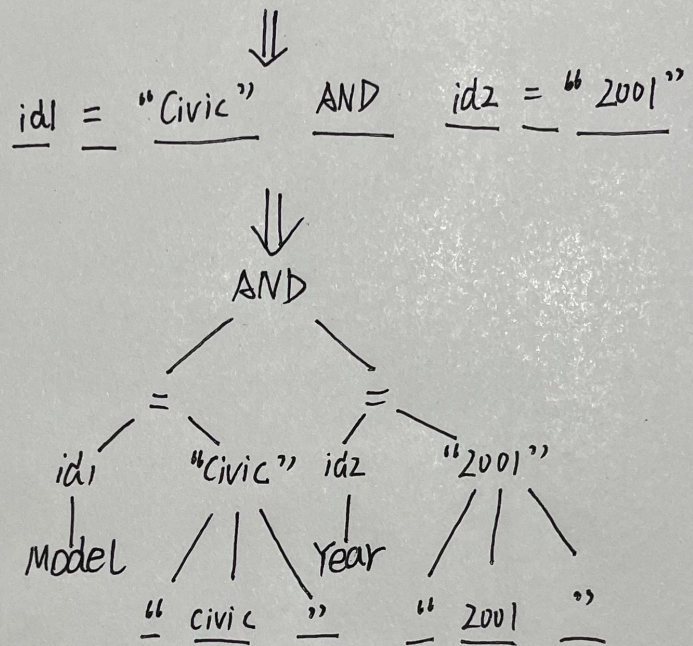 id1 = “Civic” AND id2 = “2001”
AND
= =
id1 “Civic” id2 “2001”
Model Year
“ Civic ” “ 2001 ”